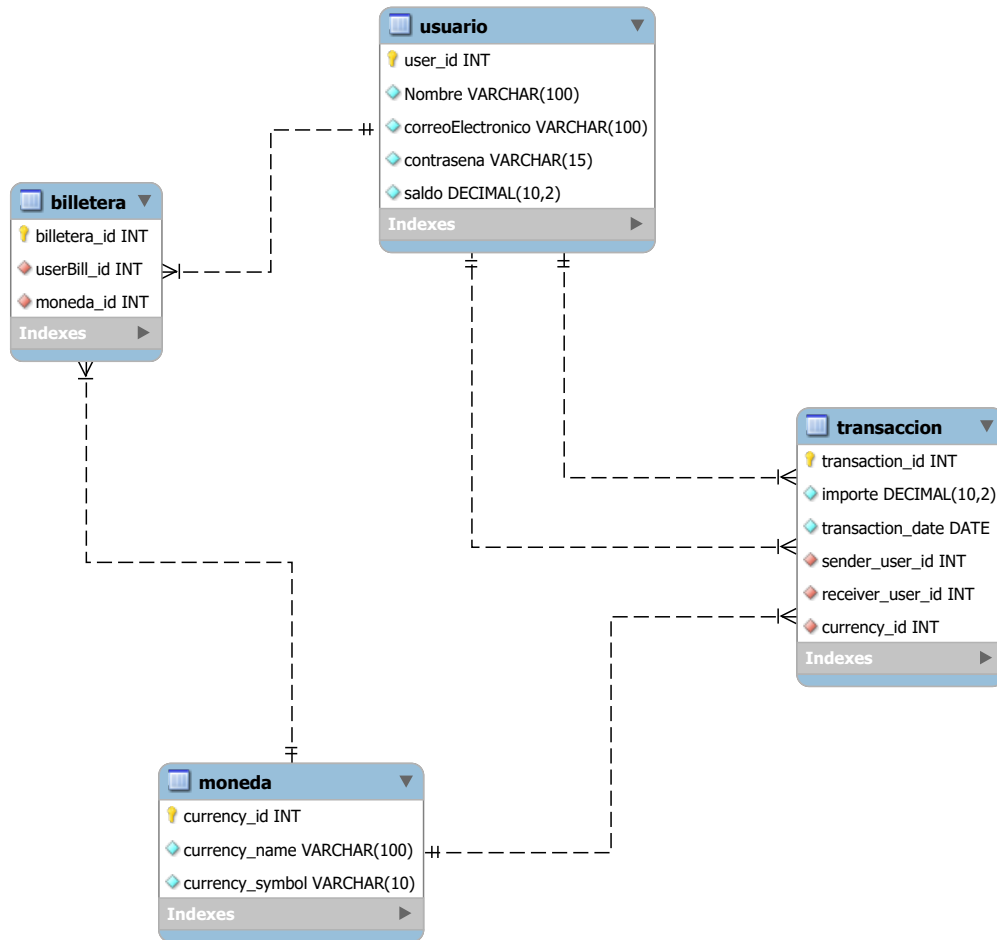 usuario
user_id INT
Nombre VARCHAR(100)
correoElectronico VARCHAR(100)
contrasena VARCHAR(15)
saldo DECIMAL(10,2)
Indexes
billetera
billetera_id INT
userBill_id INT
moneda_id INT
Indexes
transaccion
transaction_id INT
importe DECIMAL(10,2)
transaction_date DATE
sender_user_id INT
receiver_user_id INT
currency_id INT
Indexes
moneda
currency_id INT
currency_name VARCHAR(100)
currency_symbol VARCHAR(10)
Indexes